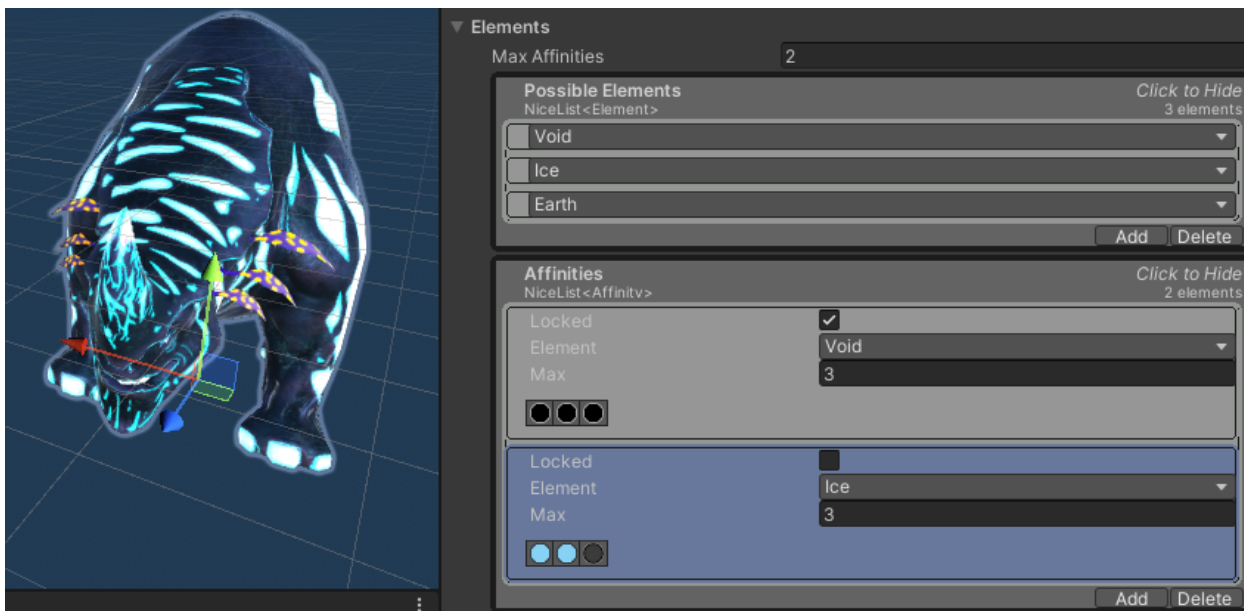 Elements
Max Affinities 2
Possible Elements Click to Hide
NiceList<Element> 3 elements
Void
Ice
Earth
Add Delete
Affinities Click to Hide
NiceList<Affinity> 2 elements
Locked
Element Void
Max 3
Locked
Element Ice
Max 3
Add Delete